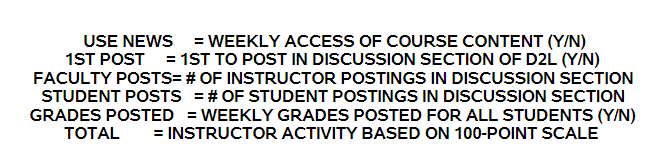 USE NEWS = WEEKLY ACCESS OF COURSE CONTENT (Y/N)
1ST POST = 1ST TO POST IN DISCUSSION SECTION OF D2L (Y/N)
FACULTY POSTS= # OF INSTRUCTOR POSTINGS IN DISCUSSION SECTION
STUDENT POSTS = # OF STUDENT POSTINGS IN DISCUSSION SECTION
GRADES POSTED = WEEKLY GRADES POSTED FOR ALL STUDENTS (Y/N)
TOTAL = INSTRUCTOR ACTIVITY BASED ON 100-POINT SCALE